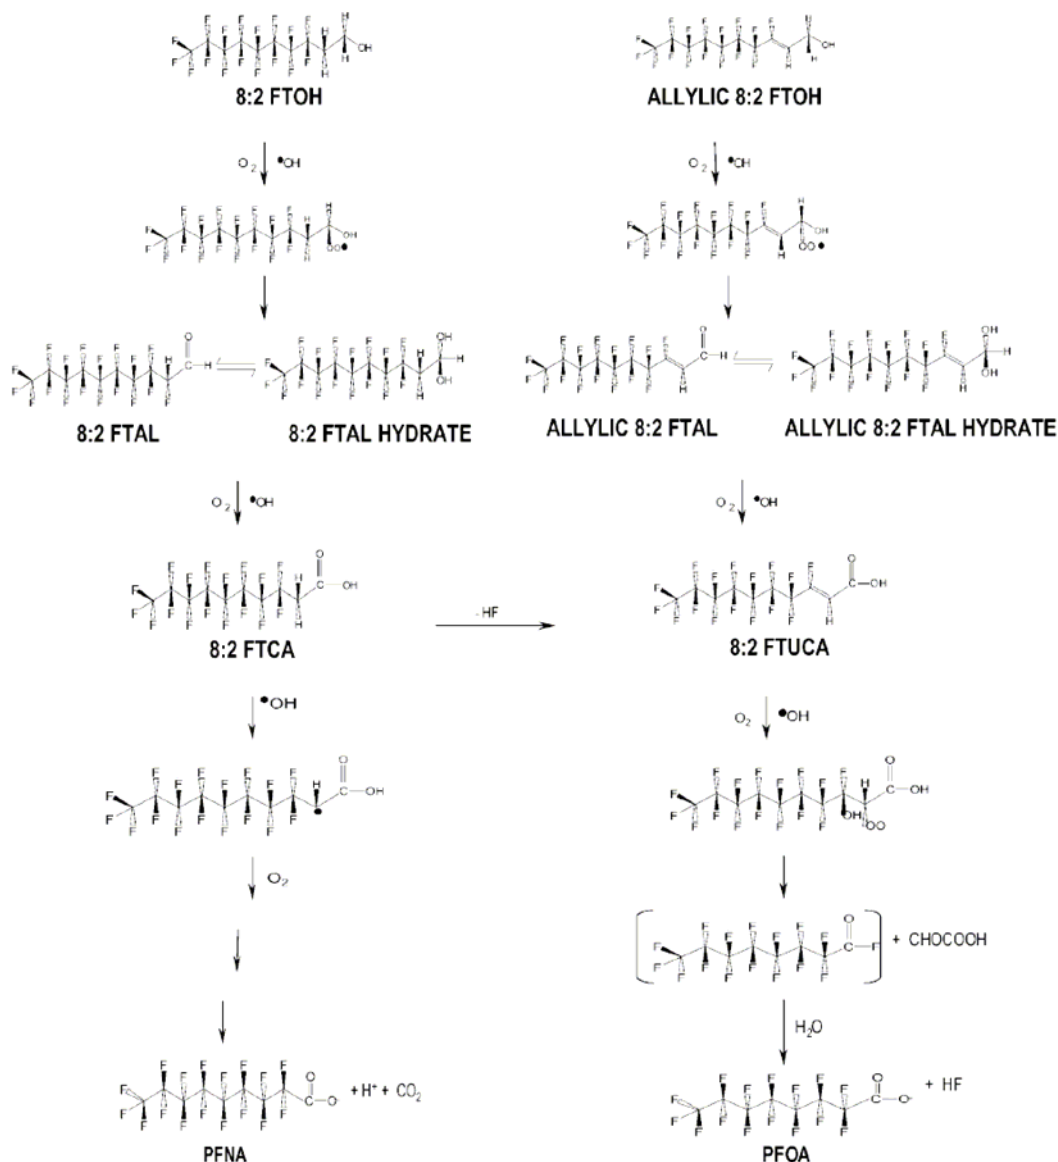 8:2 FTOH
ALLYLIC 8:2 FTOH
O2 •OH
O2 •OH
8:2 FTAL
8:2 FTAL HYDRATE
ALLYLIC 8:2 FTAL
ALLYLIC 8:2 FTAL HYDRATE
O2 •OH
O2 •OH
8:2 FTCA
- HF
8:2 FTUCA
•OH
O2 •OH
O2
+ CHOCOOH
H2O
+ H+ + CO2
+ HF
PFNA
PFOA